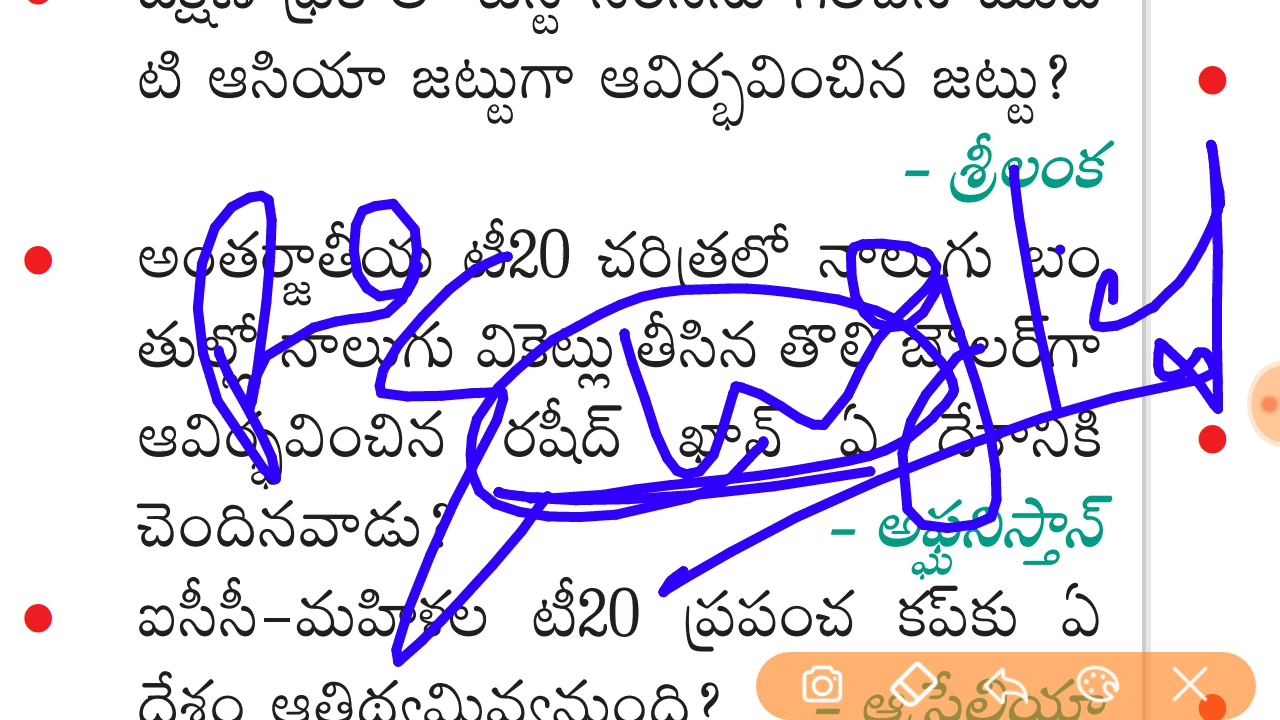 టి ఆసియా జట్టుగా ఆవిర్భవించిన జట్టు?
– శ్రీలంక
అంతర్జాతీయ టీ20 చరిత్రలో నాలుగు బం
తుల్లో నాలుగు వికెట్లు తీసిన తొలి బౌలర్‌గా
ఆవిర్భవించిన రషీద్ ఖాన్ ఏ దేశానికి
చెందినవాడు?
– అఫ్ఘనిస్తాన్
ఐసీసీ–మహిళల టీ20 ప్రపంచ కప్‌కు ఏ
దేశం ఆతిథ్యమివ్వనుంది?
– ఆస్ట్రేలియా